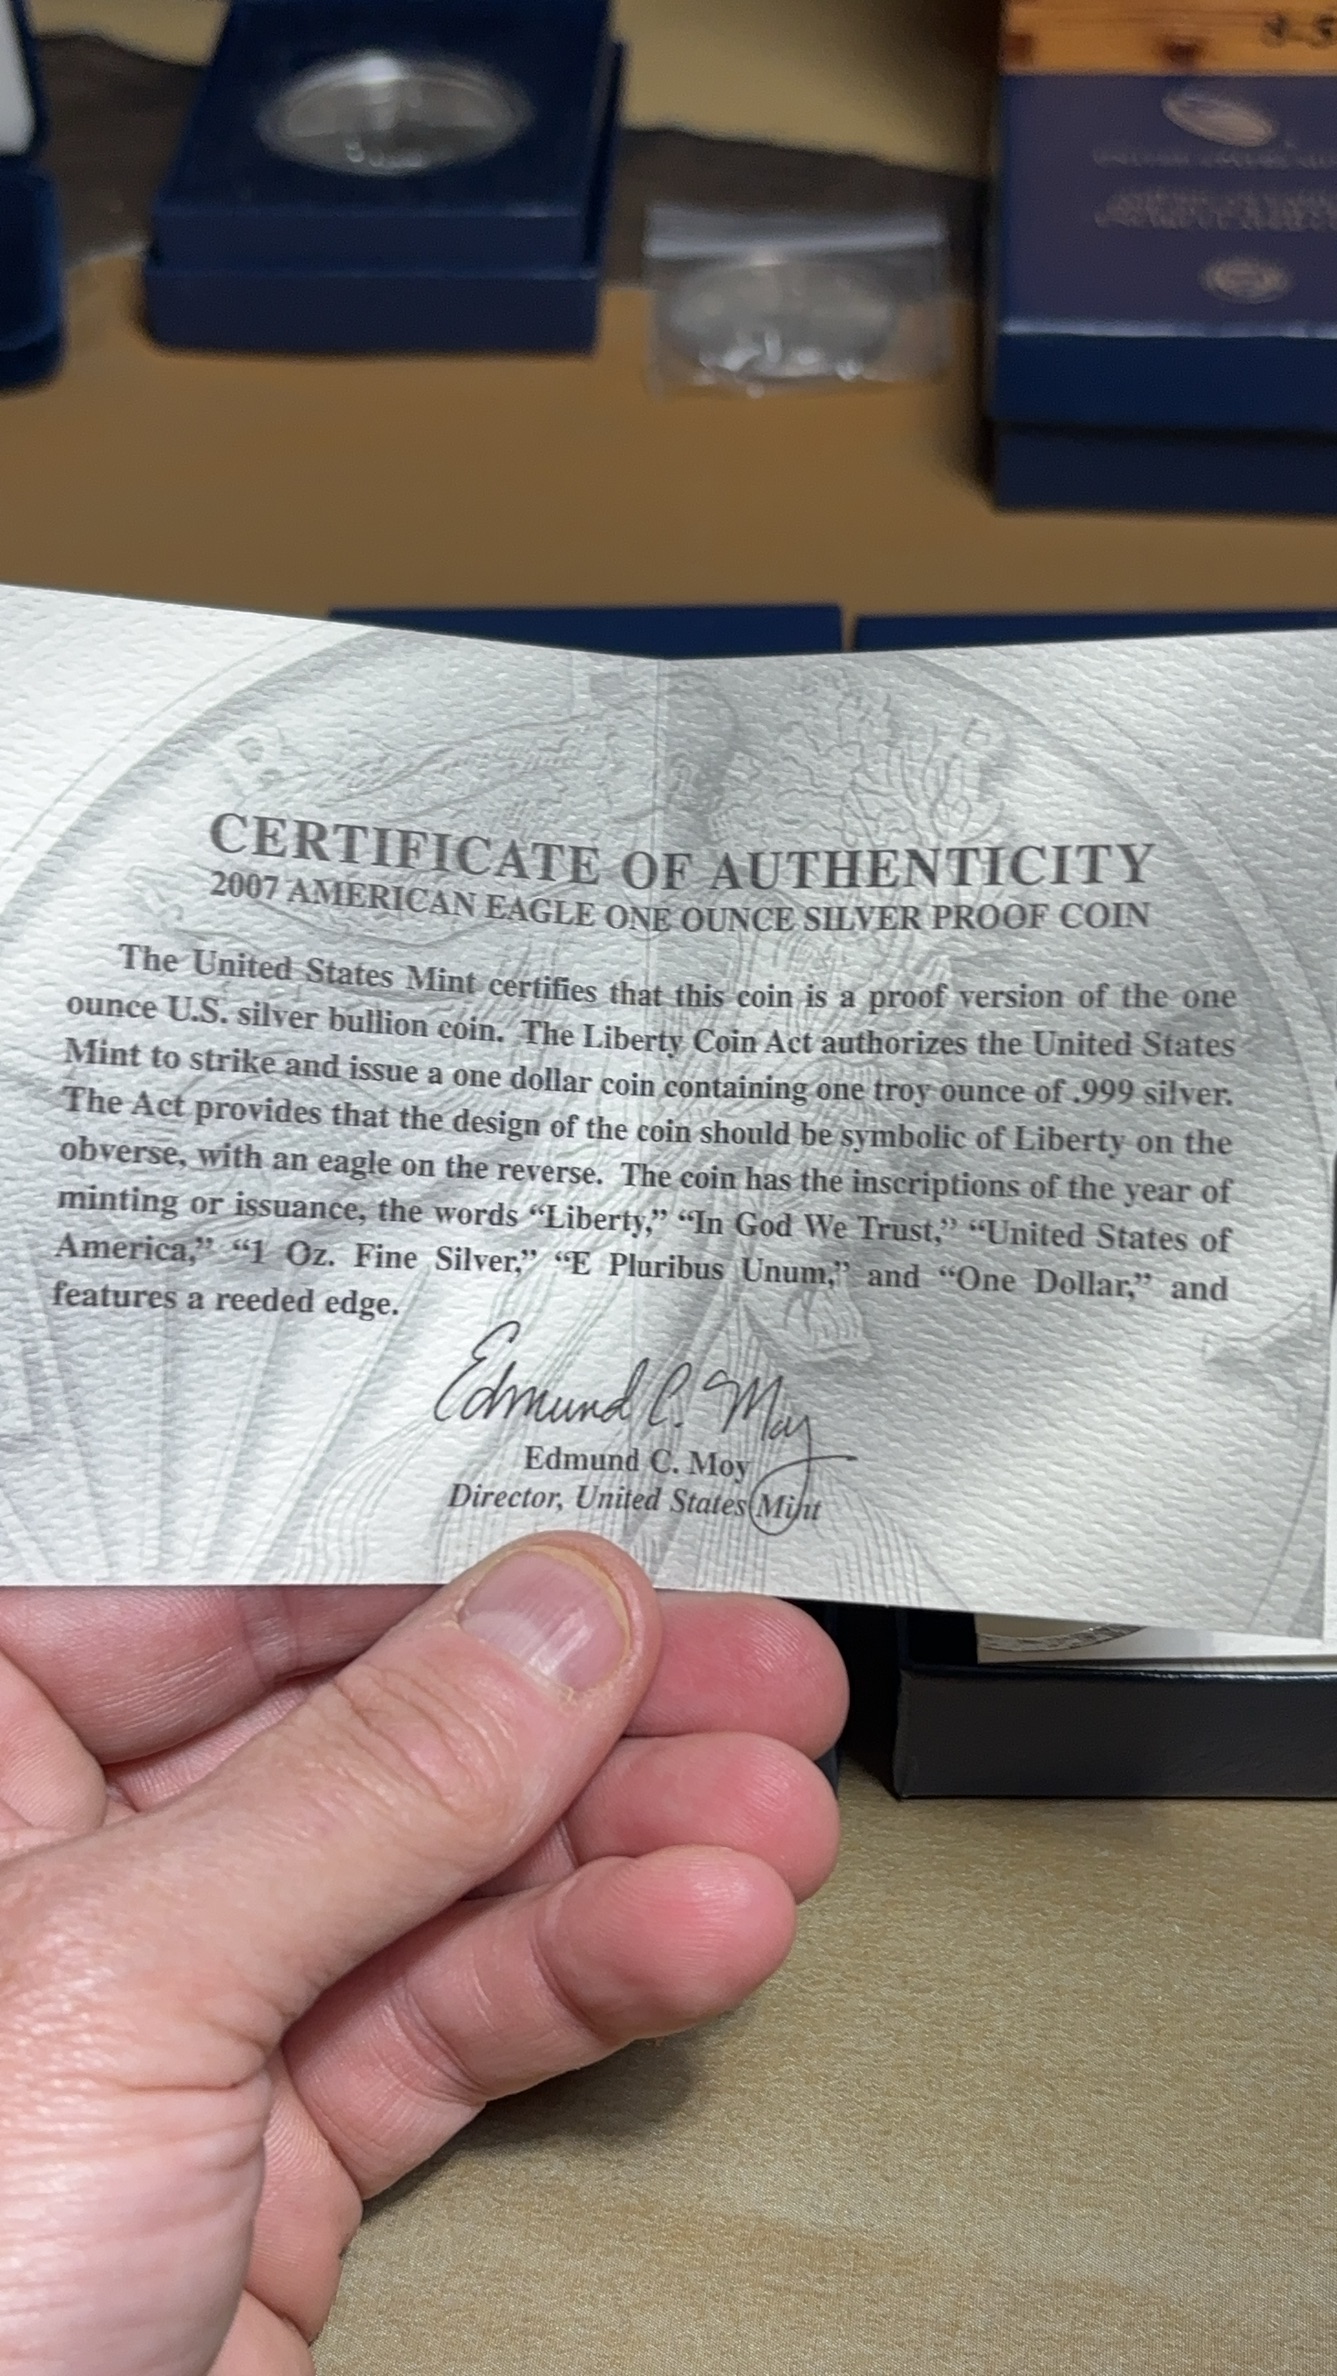 CERTIFICATE OF AUTHENTICITY
2007 AMERICAN EAGLE ONE OUNCE SILVER PROOF COIN
The United States Mint certifies that this coin is a proof version of the one
ounce U.S. silver bullion coin. The Liberty Coin Act authorizes the United States
Mint to strike and issue a one dollar coin containing one troy ounce of .999 silver.
The Act provides that the design of the coin should be symbolic of Liberty on the
obverse, with an eagle on the reverse. The coin has the inscriptions of the year of
minting or issuance, the words “Liberty,” “In God We Trust,” “United States of
America,” “1 Oz. Fine Silver,” “E Pluribus Unum,” and “One Dollar,” and
features a reeded edge.
Edmund C. Moy
Edmund C. Moy
Director, United States Mint